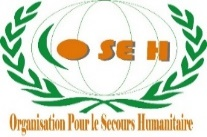 O SE H
Organisation Pour le Secours Humanitaire